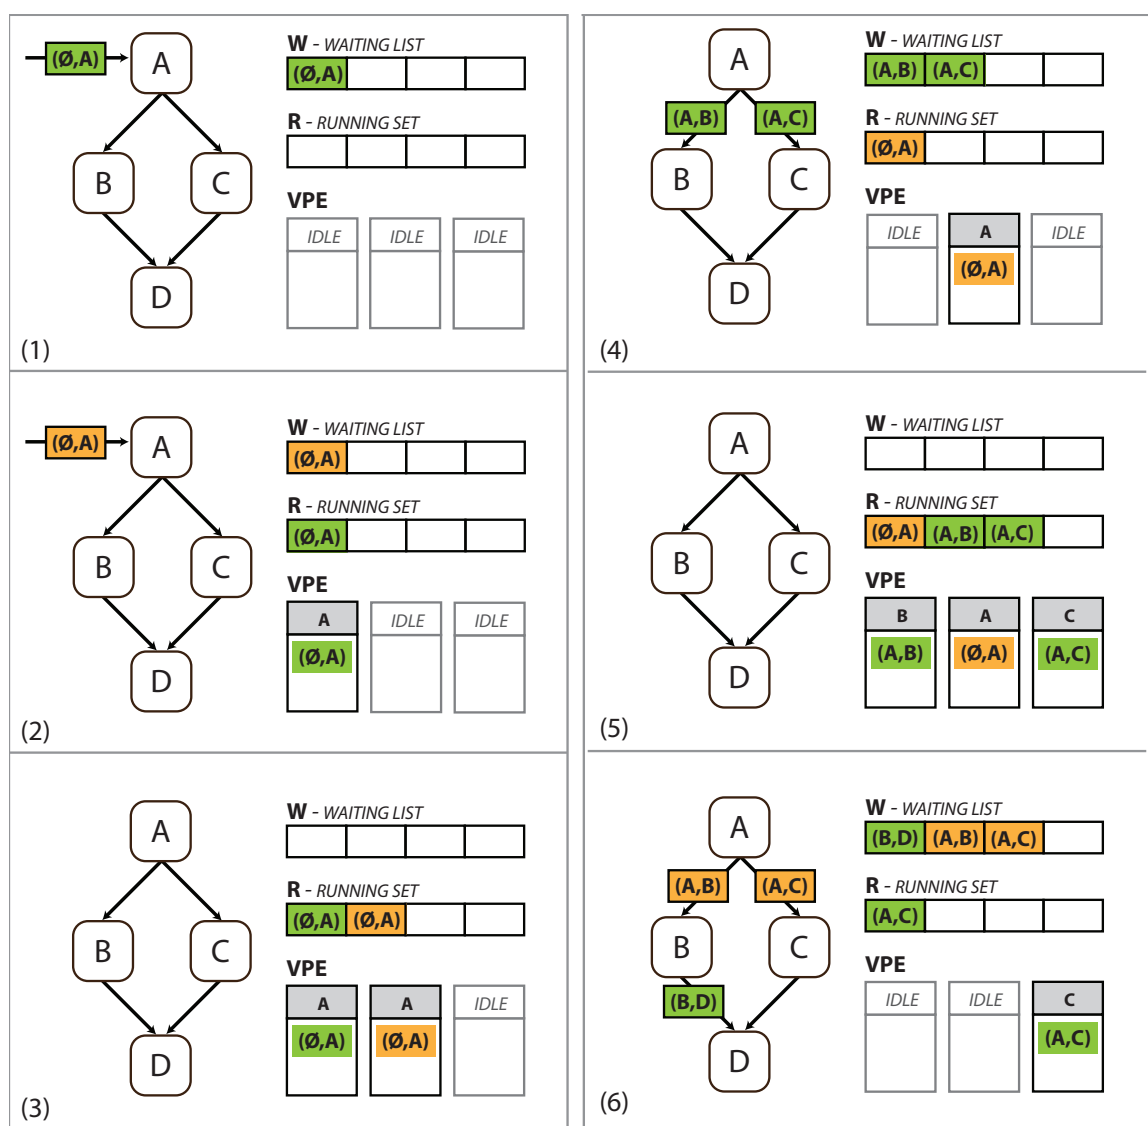 (Ø,A)
A
B
C
D
W - WAITING LIST
(Ø,A)
R - RUNNING SET
VPE
IDLE IDLE IDLE
(1)
(Ø,A)
A
B
C
D
W - WAITING LIST
(Ø,A)
R - RUNNING SET
(Ø,A)
VPE
A IDLE IDLE
(Ø,A)
(2)
A
B
C
D
W - WAITING LIST
R - RUNNING SET
(Ø,A) (Ø,A)
VPE
A A IDLE
(Ø,A) (Ø,A)
(3)
A
(A,B) (A,C)
B
C
D
W - WAITING LIST
(A,B) (A,C)
R - RUNNING SET
(Ø,A)
VPE
IDLE A IDLE
(Ø,A)
(4)
A
B
C
D
W - WAITING LIST
R - RUNNING SET
(Ø,A) (A,B) (A,C)
VPE
B A C
(A,B) (Ø,A) (A,C)
(5)
A
(A,B) (A,C)
B
C
(B,D)
D
W - WAITING LIST
(B,D) (A,B) (A,C)
R - RUNNING SET
(A,C)
VPE
IDLE IDLE C
(A,C)
(6)